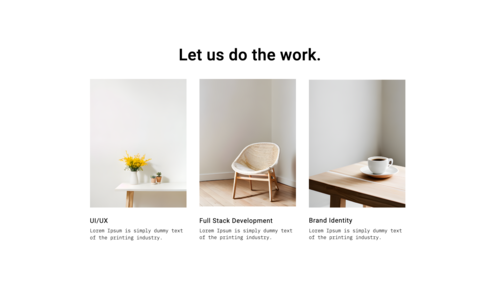 Let us do the work.
UI/UX
Lorem Ipsum is simply dummy text
of the printing industry.
Full Stack Development
Lorem Ipsum is simply dummy text
of the printing industry.
Brand Identity
Lorem Ipsum is simply dummy text
of the printing industry.